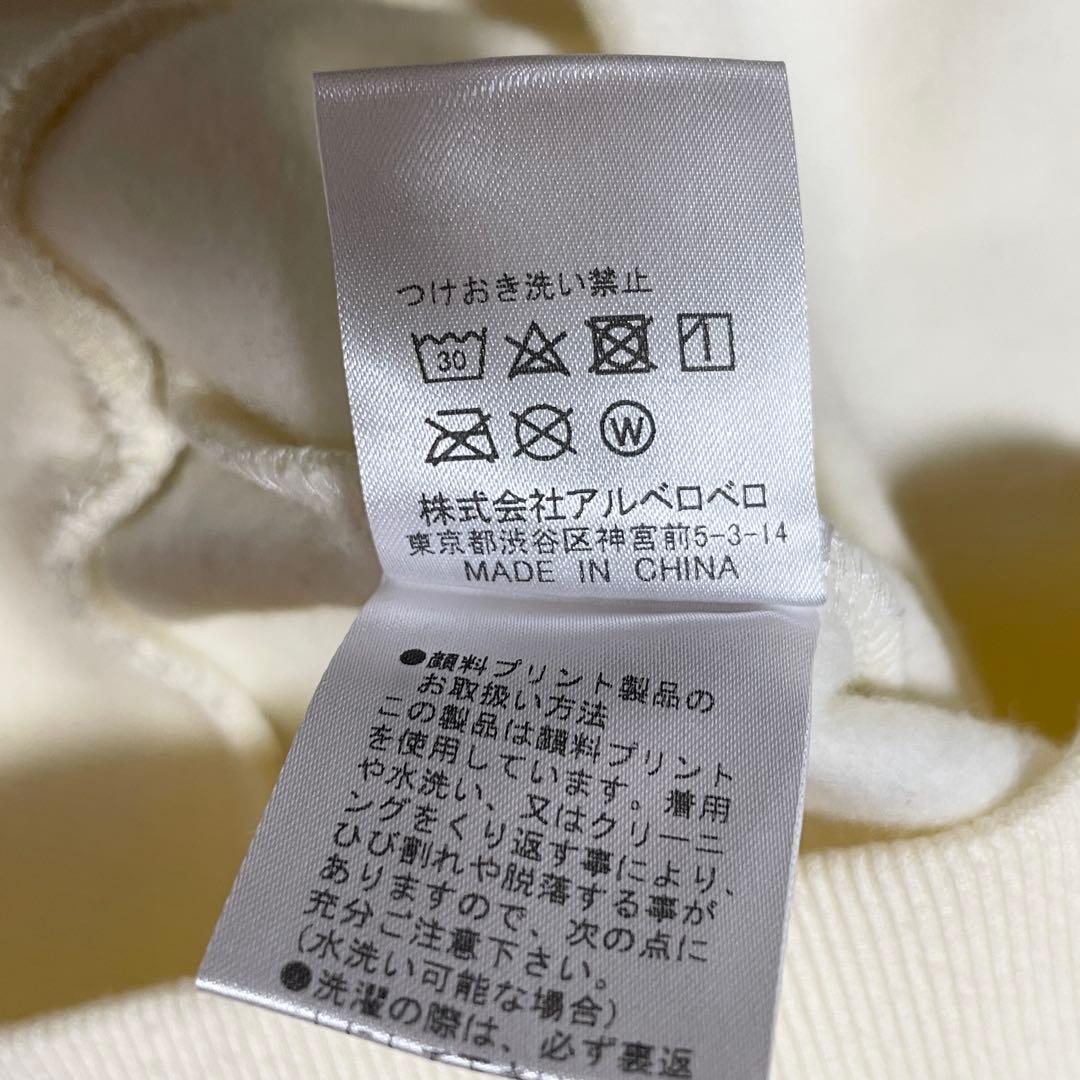 つけおき洗い禁止
30
W
株式会社アルベロベロ
東京都渋谷区神宮前5-3-14
MADE IN CHINA
●顔料プリント製品の
お取扱い方法
この製品は顔料プリント
を使用しています。着用
や水洗い、又はクリーニ
ングをくり返す事により、
ひび割れや脱落する事が
ありますので、次の点に
充分ご注意下さい。
(水洗い可能な場合)
●洗濯の際は、必ず裏返